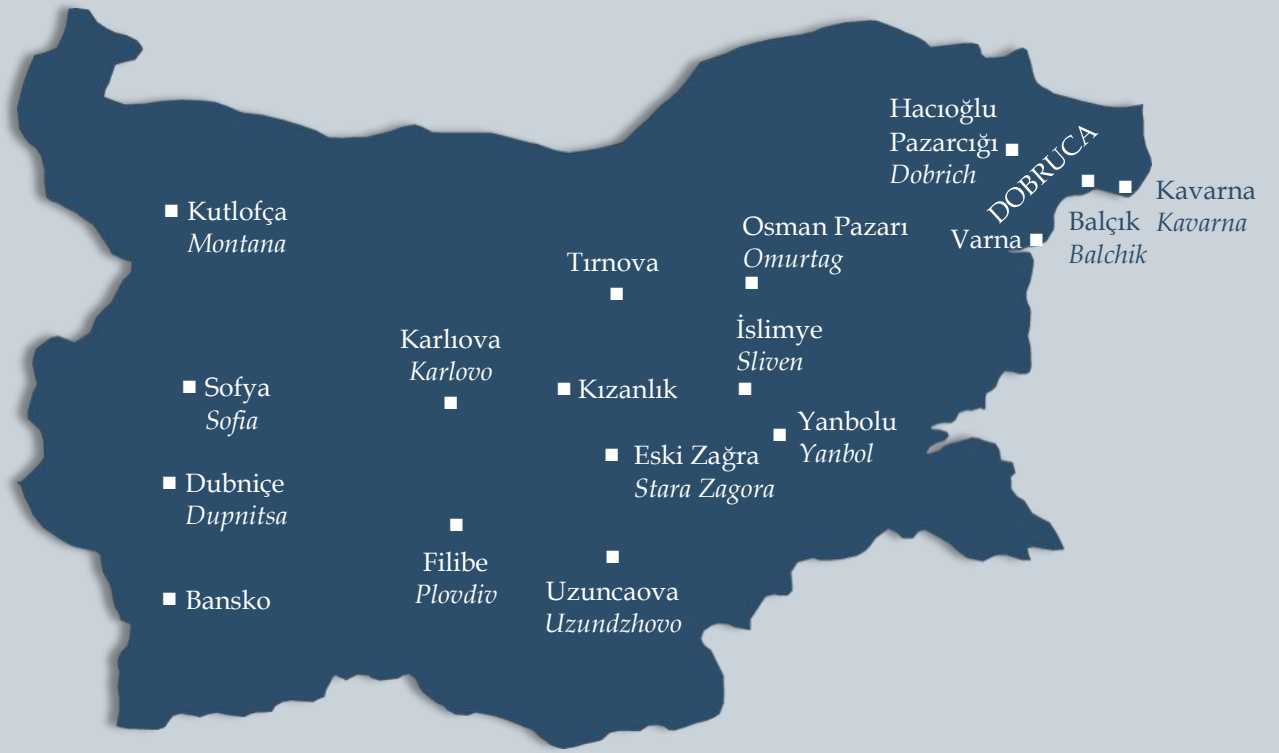 Hacıoğlu
Pazarcığı
Dobrich
DOBRUCA
Kavarna
Kavarna
Balçık
Balchik
Varna
Kutlofça
Montana
Osman Pazarı
Omurtag
Tırnova
İslimye
Sliven
Karlıova
Karlovo
Sofya
Sofia
Kızanlık
Yanbolu
Yanbol
Eski Zağra
Stara Zagora
Dubniçe
Dupnitsa
Filibe
Plovdiv
Uzuncaova
Uzundzhovo
Bansko